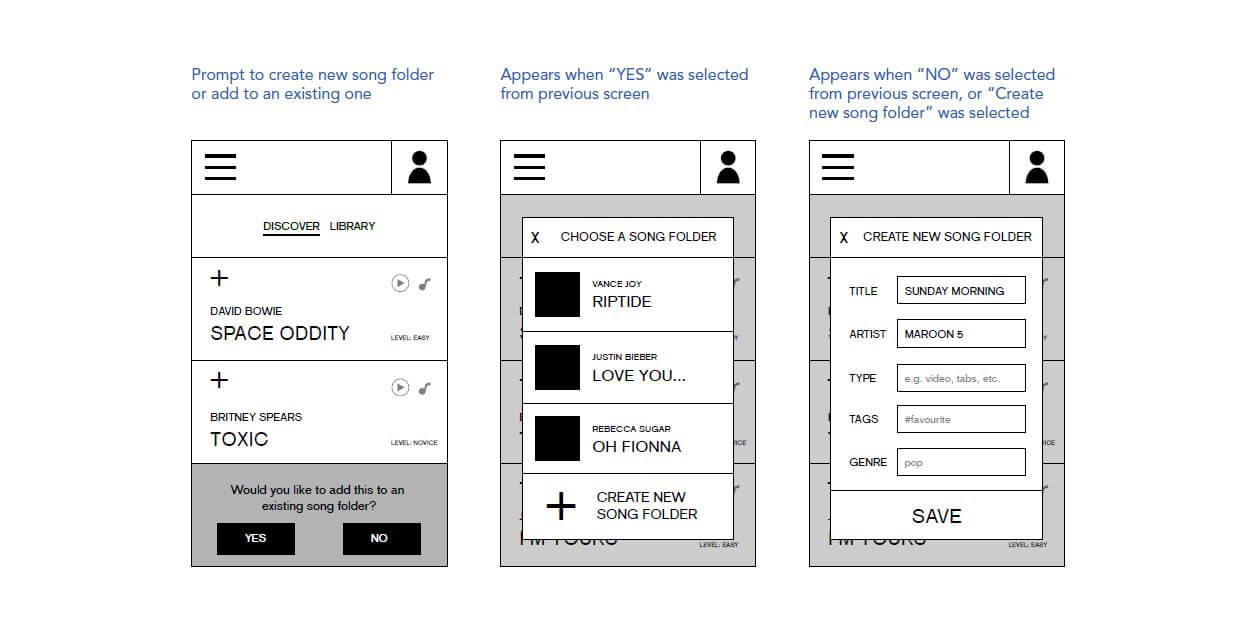 Prompt to create new song folder
or add to an existing one
DISCOVER LIBRARY
DAVID BOWIE
SPACE ODDITY
LEVEL: EASY
BRITNEY SPEARS
TOXIC
LEVEL: NOVICE
Would you like to add this to an
existing song folder?
YES NO
Appears when “YES” was selected
from previous screen
X CHOOSE A SONG FOLDER
VANCE JOY
RIPTIDE
JUSTIN BIEBER
LOVE YOU...
REBECCA SUGAR
OH FIONNA
CREATE NEW
SONG FOLDER
LEVEL: EASY
Appears when “NO” was selected
from previous screen, or “Create
new song folder” was selected
X CREATE NEW SONG FOLDER
TITLE SUNDAY MORNING
ARTIST MAROON 5
TYPE e.g. video, tabs, etc.
TAGS #favourite
GENRE pop
SAVE
LEVEL: EASY